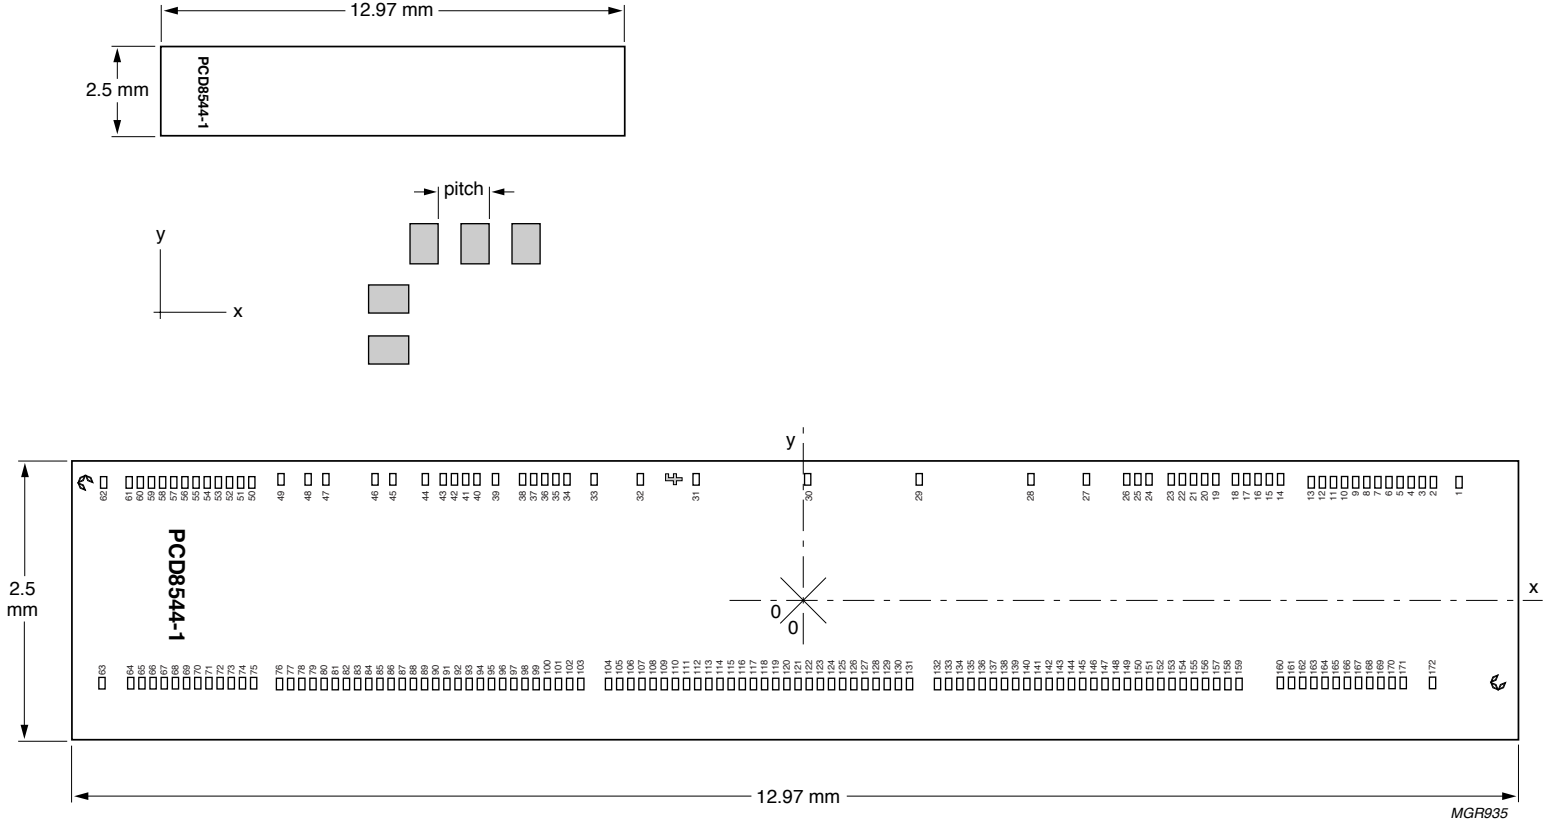 12.97 mm
2.5 mm
PCD8544-1
pitch
y
x
y
62 61 60 59 58 57 56 55 54 53 52 51 50 49 48 47 46 45 44 43 42 41 40 39 38 37 36 35 34 33 32 31 30 29 28 27 26 25 24 23 22 21 20 19 18 17 16 15 14 13 12 11 10 9 8 7 6 5 4 3 2 1
PCD8544-1
2.5
mm
x
0
0
63 64 65 66 67 68 69 70 71 72 73 74 75 76 77 78 79 80 81 82 83 84 85 86 87 88 89 90 91 92 93 94 95 96 97 98 99 100 101 102 103 104 105 106 107 108 109 110 111 112 113 114 115 116 117 118 119 120 121 122 123 124 125 126 127 128 129 130 131 132 133 134 135 136 137 138 139 140 141 142 143 144 145 146 147 148 149 150 151 152 153 154 155 156 157 158 159 160 161 162 163 164 165 166 167 168 169 170 171 172
12.97 mm
MGR935